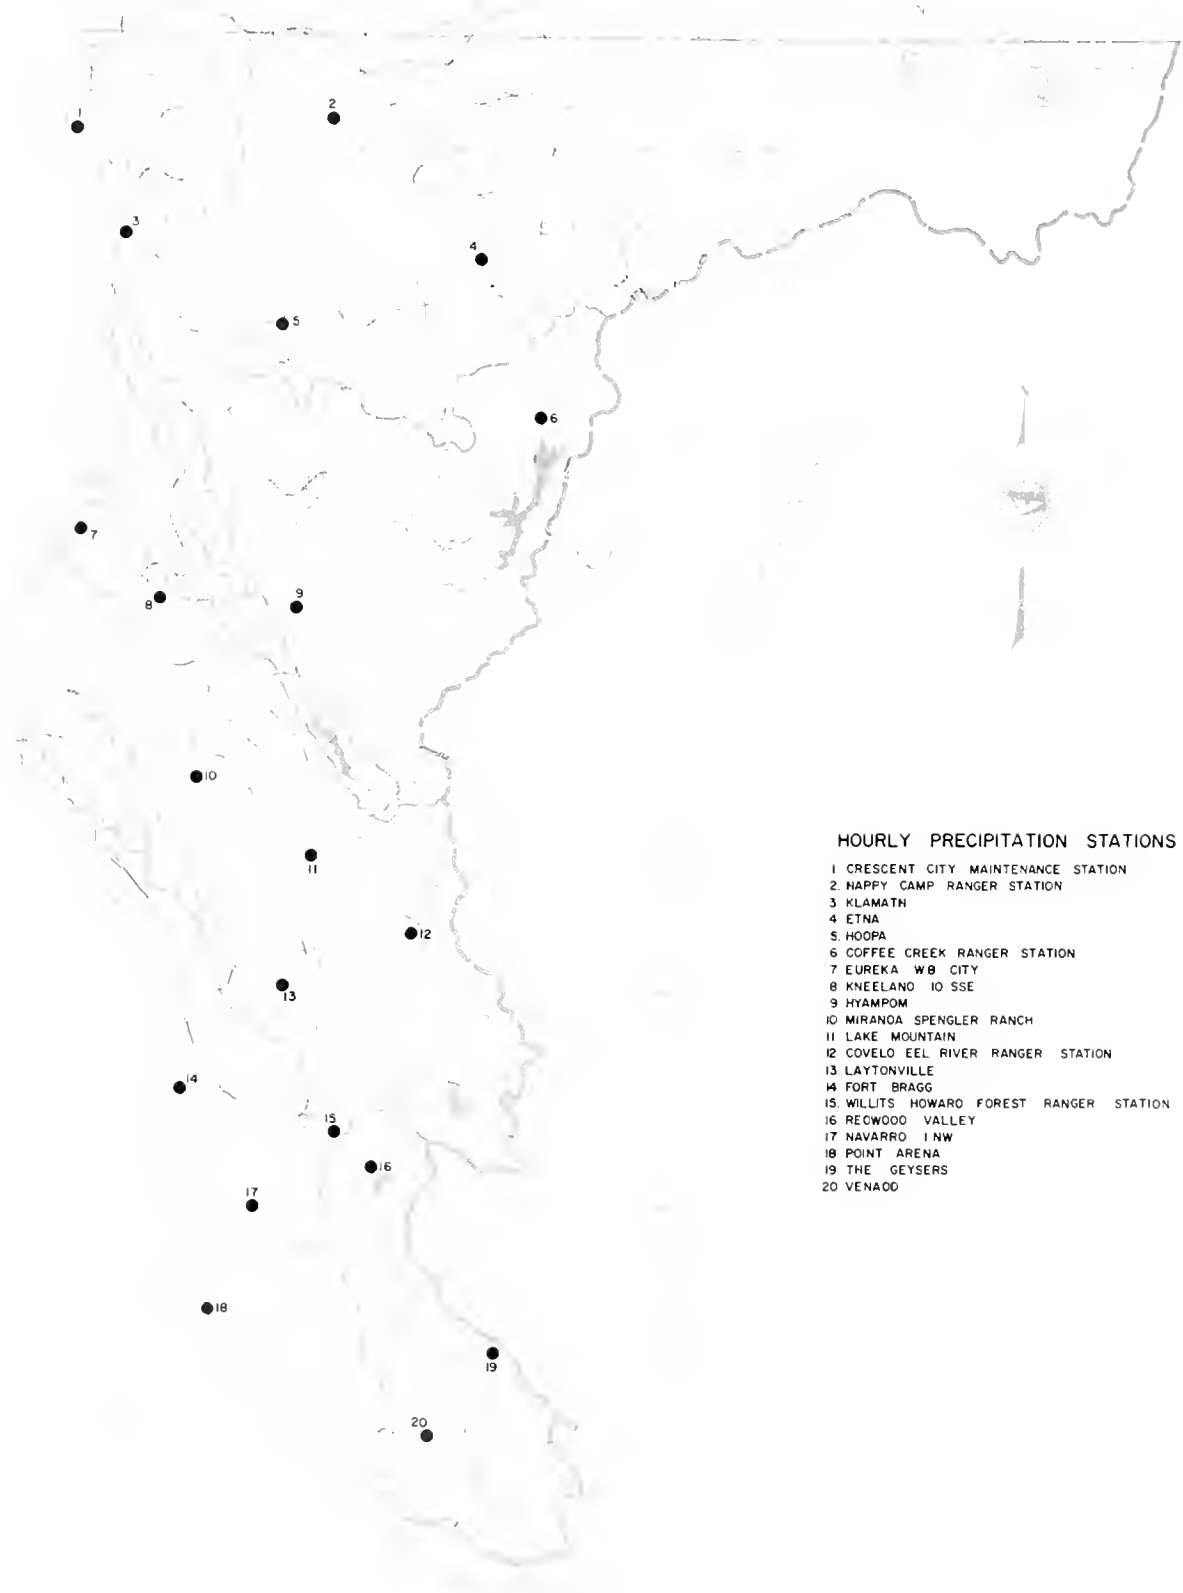 1
2
3
4
5
6
7
8
9
10
11
12
13
14
15
16
17
18
19
20
HOURLY PRECIPITATION STATIONS
1 CRESCENT CITY MAINTENANCE STATION
2. HAPPY CAMP RANGER STATION
3 KLAMATH
4 ETNA
5. HOOPA
6 COFFEE CREEK RANGER STATION
7 EUREKA WB CITY
8 KNEELAND 10 SSE
9 HYAMPOM
10 MIRANDA SPENGLER RANCH
11 LAKE MOUNTAIN
12 COVELO EEL RIVER RANGER STATION
13 LAYTONVILLE
14 FORT BRAGG
15. WILLITS HOWARD FOREST RANGER STATION
16 REDWOOD VALLEY
17 NAVARRO 1 NW
18 POINT ARENA
19 THE GEYSERS
20 VENADO